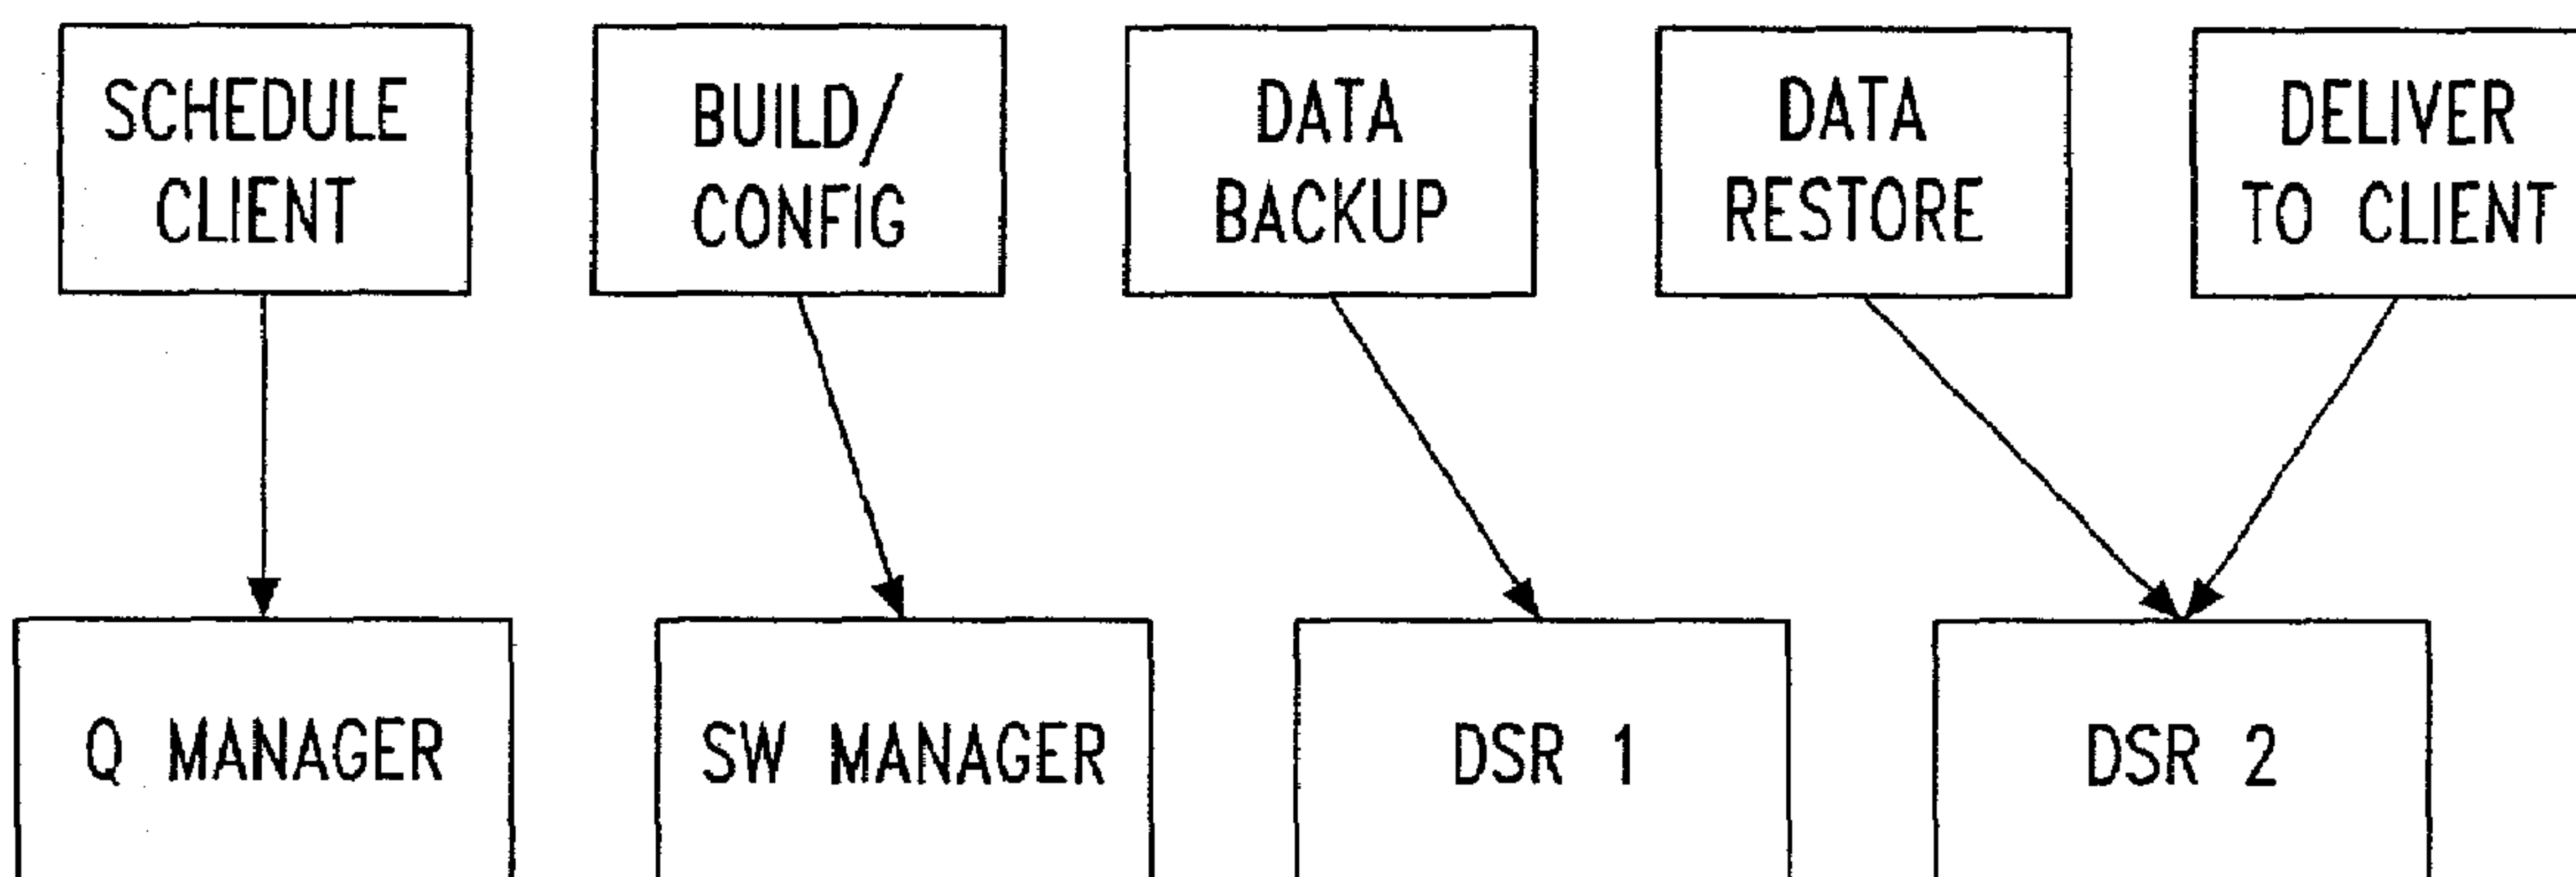 SCHEDULE
CLIENT
BUILD/
CONFIG
DATA
BACKUP
DATA
RESTORE
DELIVER
TO CLIENT
Q MANAGER
SW MANAGER
DSR 1
DSR 2